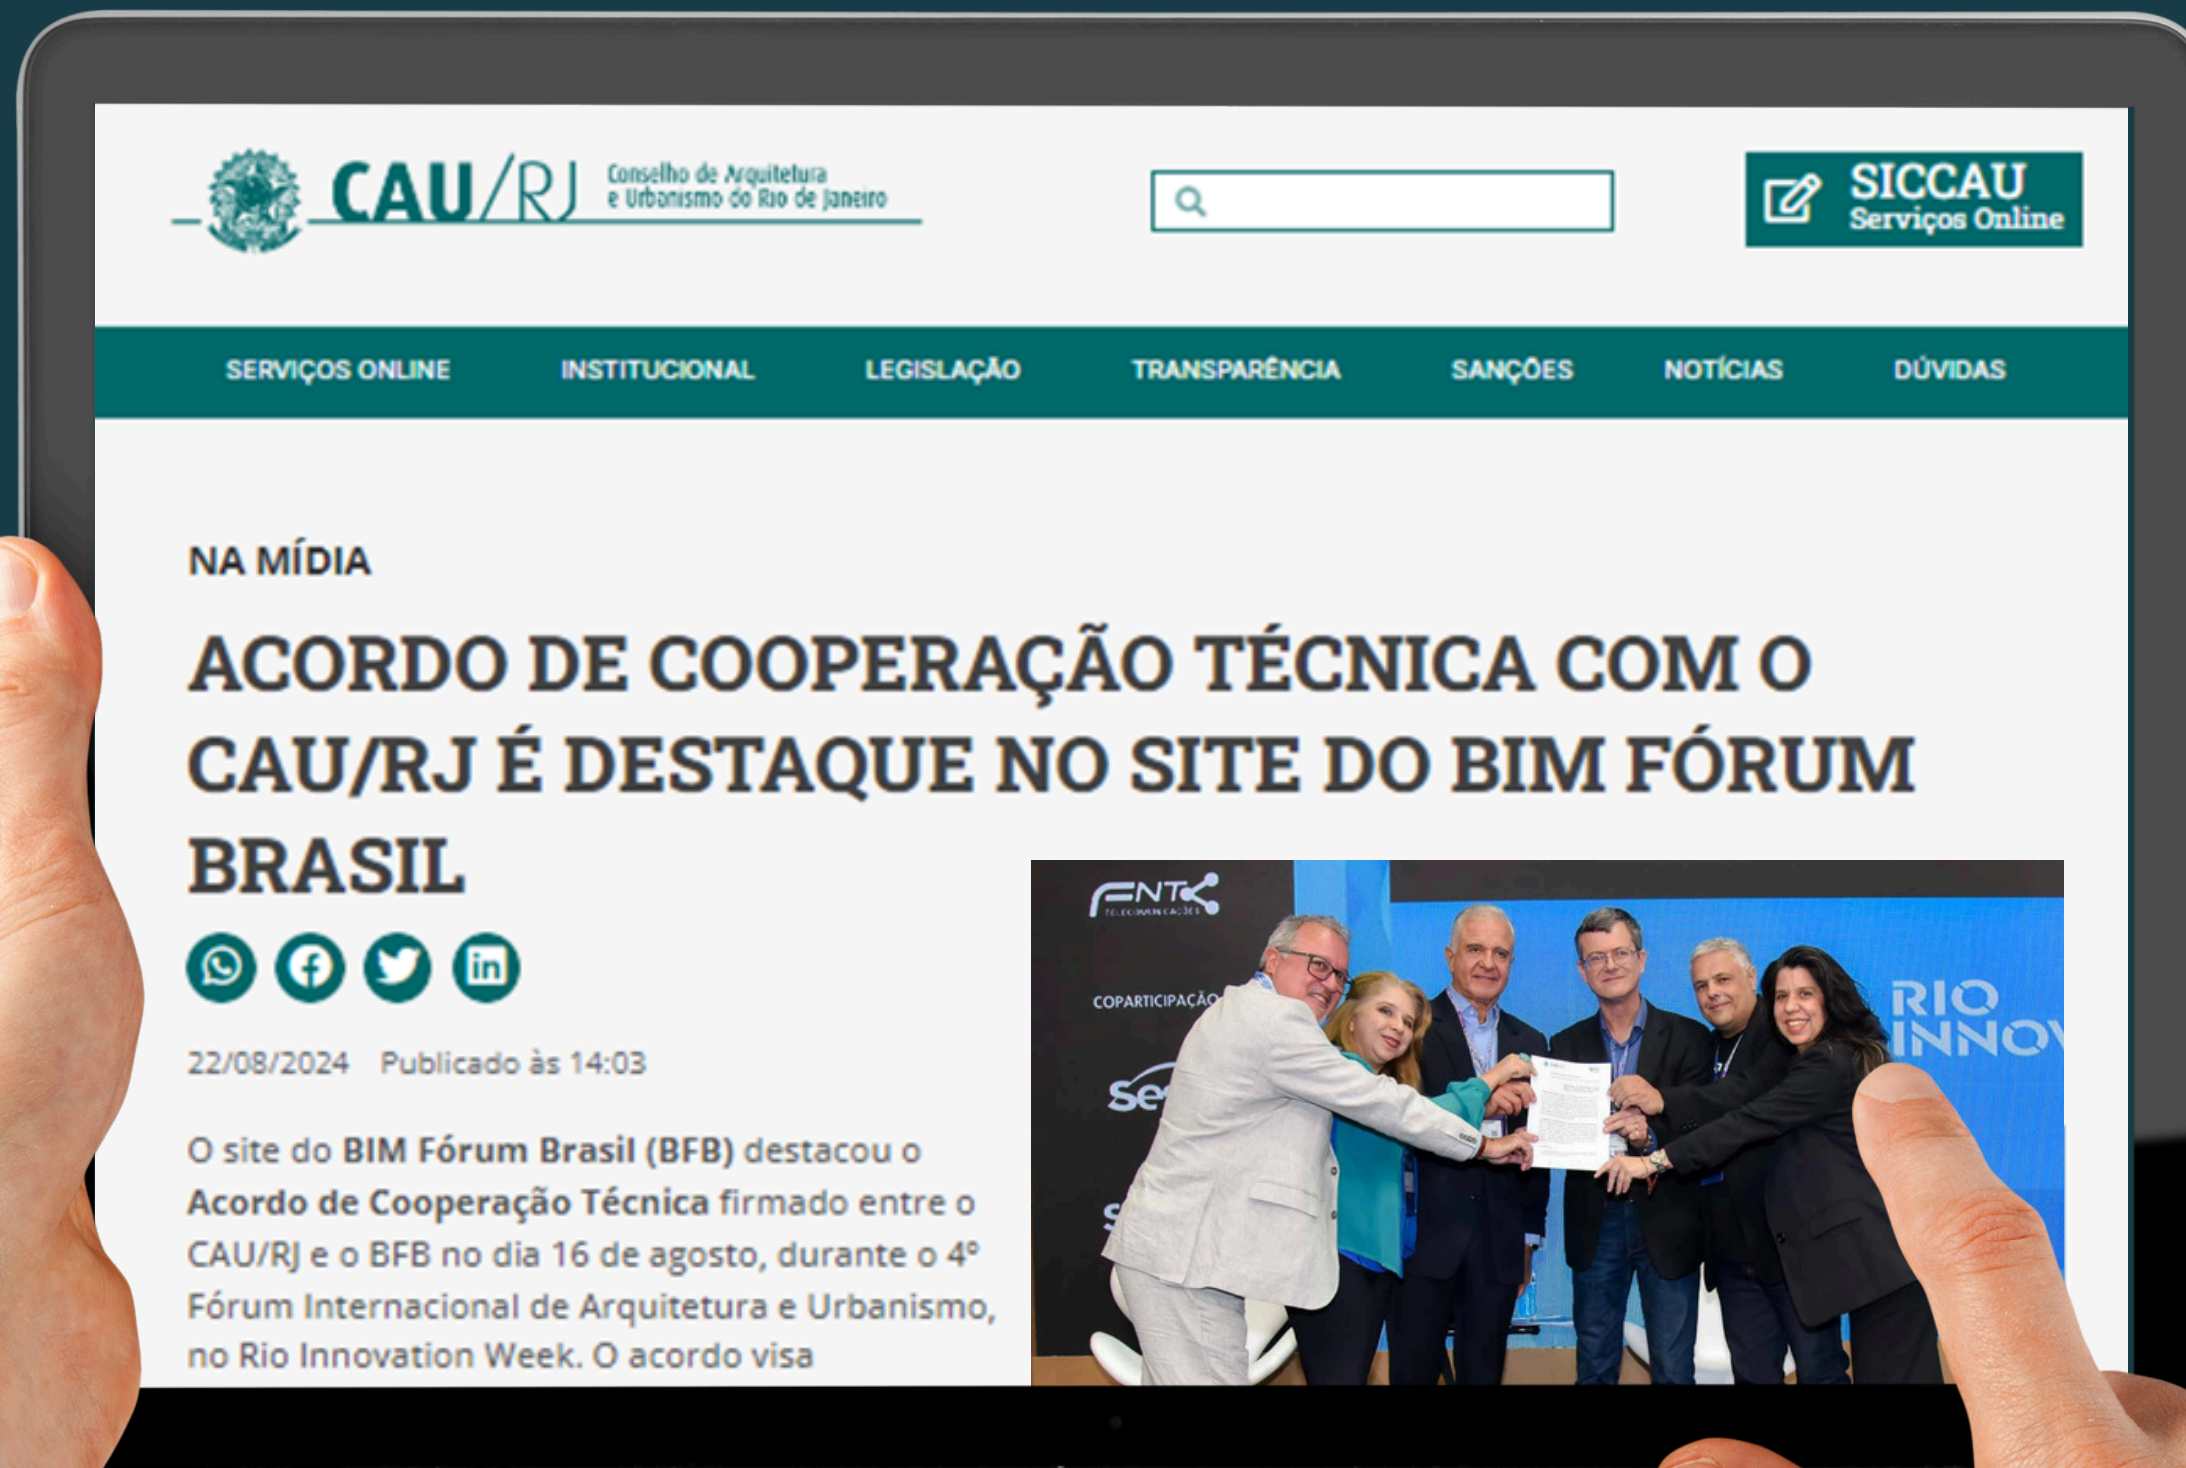 CAU/RJ
Conselho de Arquitetura
e Urbanismo do Rio de Janeiro
SICCAU
Serviços Online
SERVIÇOS ONLINE
INSTITUCIONAL
LEGISLAÇÃO
TRANSPARÊNCIA
SANÇÕES
NOTÍCIAS
DÚVIDAS
NA MÍDIA
ACORDO DE COOPERAÇÃO TÉCNICA COM O
CAU/RJ É DESTAQUE NO SITE DO BIM FÓRUM
BRASIL
22/08/2024 Publicado às 14:03
O site do BIM Fórum Brasil (BFB) destacou o
Acordo de Cooperação Técnica firmado entre o
CAU/RJ e o BFB no dia 16 de agosto, durante o 4º
Fórum Internacional de Arquitetura e Urbanismo,
no Rio Innovation Week. O acordo visa
TELECOMUNICAÇÕES
COPARTICIPAÇÃO
RIO
INNOV